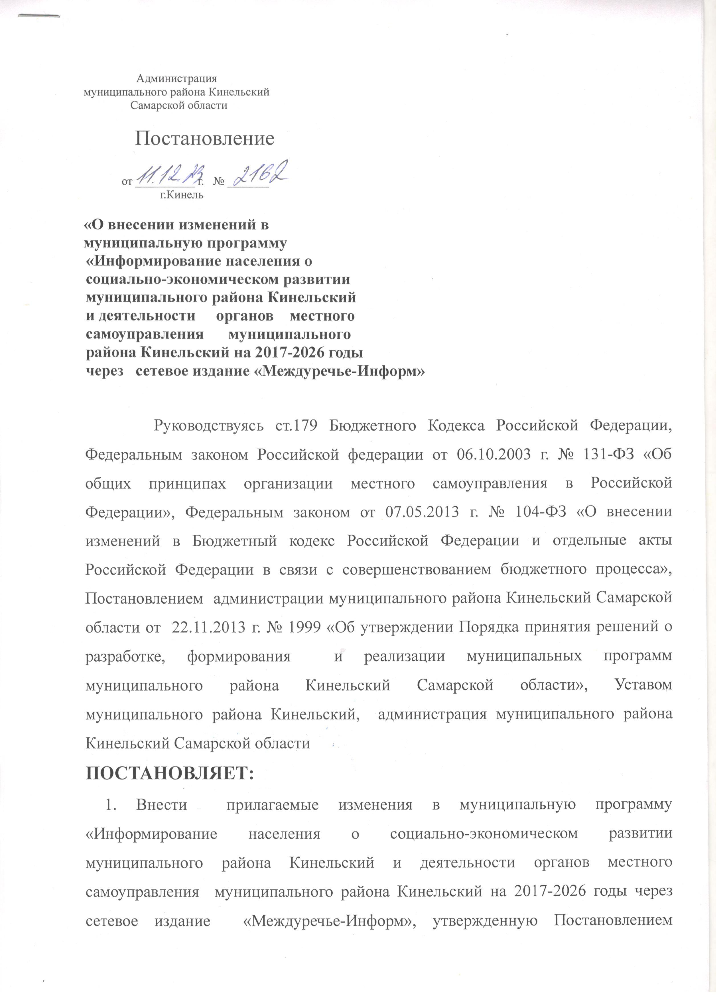 Администрация
муниципального района Кинельский
Самарской области
Постановление
от 11.12.23 г. № 2162
г.Кинель
«О внесении изменений в
муниципальную программу
«Информирование населения о
социально-экономическом развитии
муниципального района Кинельский
и деятельности органов местного
самоуправления муниципального
района Кинельский на 2017-2026 годы
через сетевое издание «Междуречье-Информ»
Руководствуясь ст.179 Бюджетного Кодекса Российской Федерации,
Федеральным законом Российской федерации от 06.10.2003 г. № 131-ФЗ «Об
общих принципах организации местного самоуправления в Российской
Федерации», Федеральным законом от 07.05.2013 г. № 104-ФЗ «О внесении
изменений в Бюджетный кодекс Российской Федерации и отдельные акты
Российской Федерации в связи с совершенствованием бюджетного процесса»,
Постановлением администрации муниципального района Кинельский Самарской
области от 22.11.2013 г. № 1999 «Об утверждении Порядка принятия решений о
разработке, формирования и реализации муниципальных программ
муниципального района Кинельский Самарской области», Уставом
муниципального района Кинельский, администрация муниципального района
Кинельский Самарской области
ПОСТАНОВЛЯЕТ:
1. Внести прилагаемые изменения в муниципальную программу
«Информирование населения о социально-экономическом развитии
муниципального района Кинельский и деятельности органов местного
самоуправления муниципального района Кинельский на 2017-2026 годы через
сетевое издание «Междуречье-Информ», утвержденную Постановлением